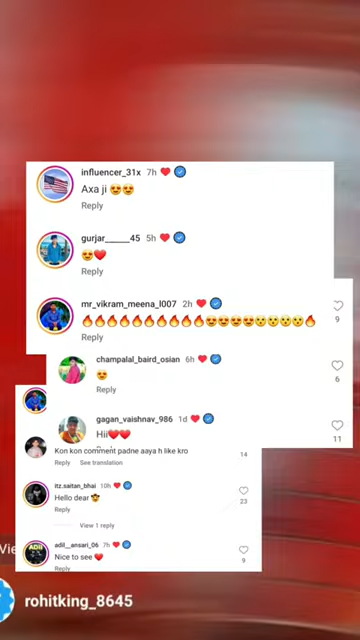 influencer_31x 7h
Axa ji 😍😍
Reply
gurjar_____45 5h
😍❤️
Reply
mr_vikram_meena_l007 2h
🔥🔥🔥🔥🔥🔥🔥🔥🔥🔥😍😍😍😍😯😯😯😯🔥
9
Reply
champalal_baird_osian 6h
😍
6
Reply
gagan_vaishnav_986 1d
Hii❤️❤️
11
Kon kon comment padne aaya h like kro
14
Reply See translation
itz.saitan_bhai 10h
Hello dear 🤠
23
Reply
View 1 reply
ADII
adil__ansari_06 7h
Nice to see ❤️
9
Reply
Vie
rohitking_8645